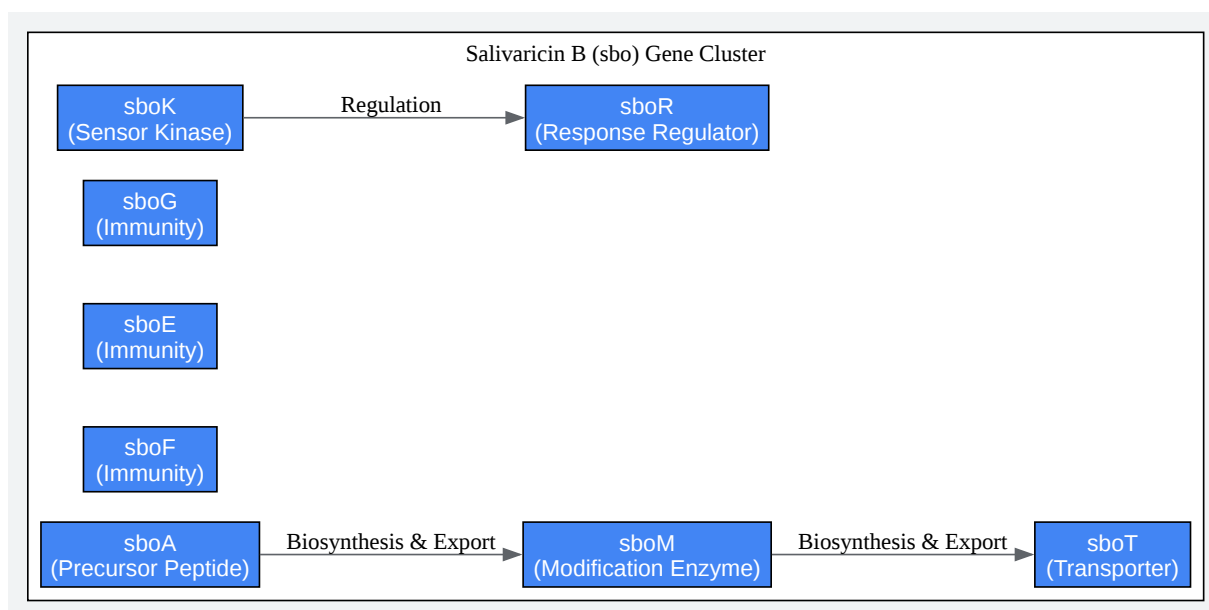 Salivaricin B (sbo) Gene Cluster
sboK
(Sensor Kinase)
Regulation
sboR
(Response Regulator)
sboG
(Immunity)
sboE
(Immunity)
sboF
(Immunity)
sboA
(Precursor Peptide)
Biosynthesis & Export
sboM
(Modification Enzyme)
Biosynthesis & Export
sboT
(Transporter)